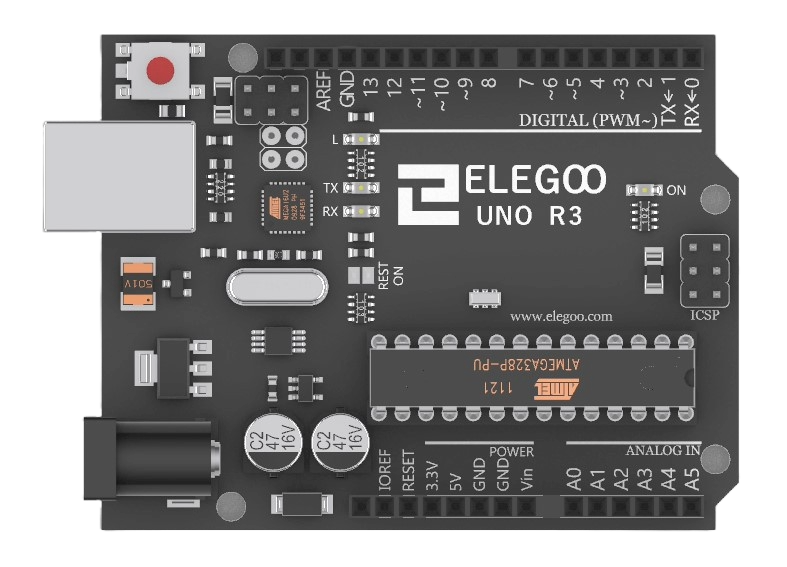 AREF
GND
13
12
~11
~10
~9
8
7
~6
~5
4
~3
2
TX→1
RX←0
DIGITAL (PWM~)
L
TX
RX
ELEGOO
UNO R3
ON
MEGA16U2
501V
REST
ON
www.elegoo.com
ICSP
ATMEGA328P-PU
1121
ATMEL
C2
47
16V
C2
47
16V
IOREF
RESET
3.3V
5V
GND
GND
Vin
POWER
ANALOG IN
A0
A1
A2
A3
A4
A5